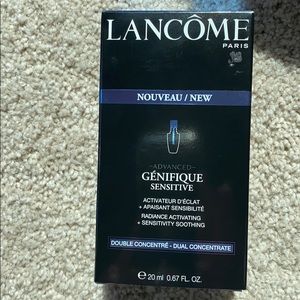 LANCÔME
PARIS
NOUVEAU / NEW
—ADVANCED—
GÉNIFIQUE
SENSITIVE
ACTIVATEUR D'ÉCLAT
+ APAISANT SENSIBILITÉ
RADIANCE ACTIVATING
+ SENSITIVITY SOOTHING
DOUBLE CONCENTRÉ - DUAL CONCENTRATE
℮ 20 ml 0.67 FL. OZ.